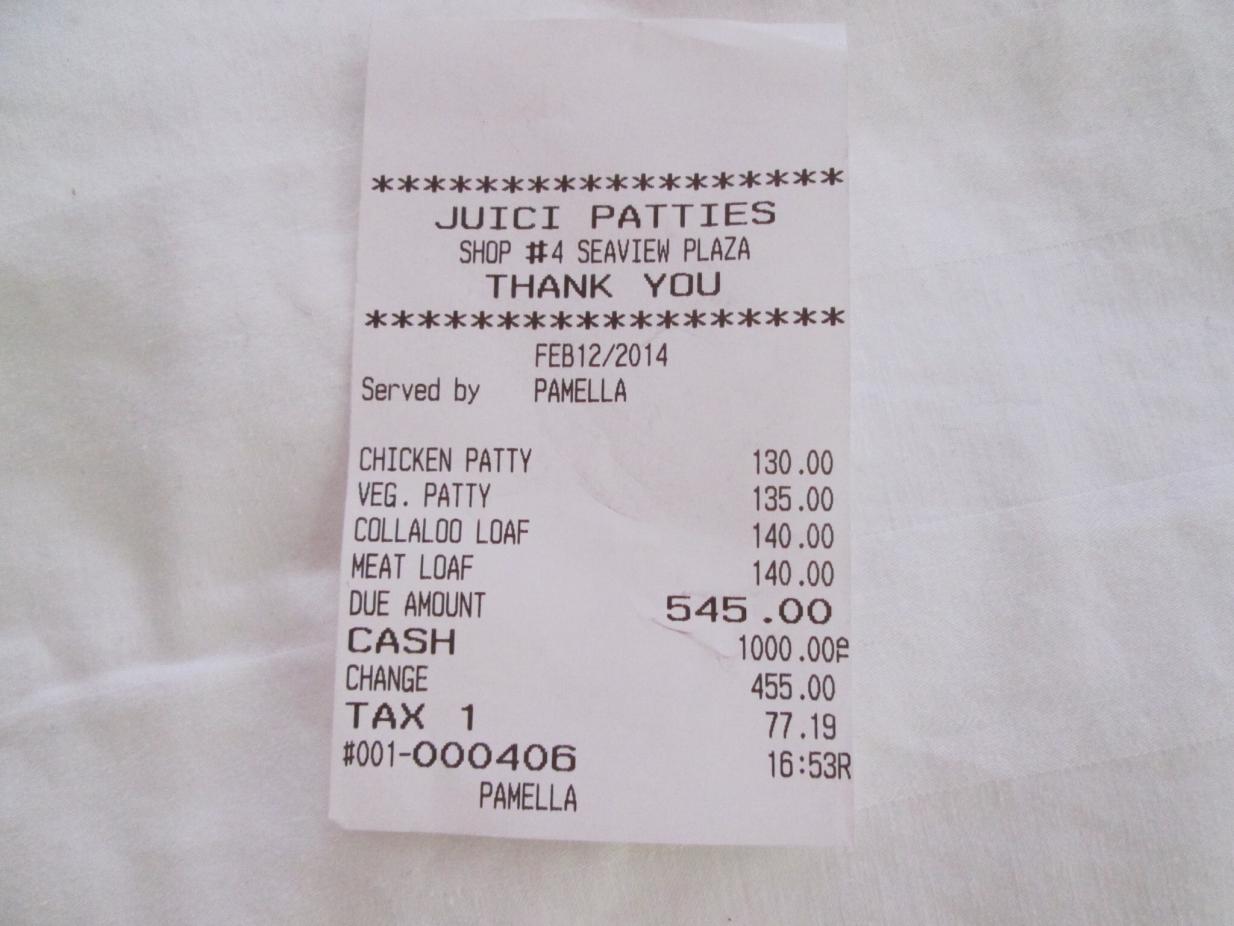 ******************
JUICI PATTIES
SHOP #4 SEAVIEW PLAZA
THANK YOU
******************
FEB12/2014
Served by PAMELLA
CHICKEN PATTY 130.00
VEG. PATTY 135.00
COLLALOO LOAF 140.00
MEAT LOAF 140.00
DUE AMOUNT 545.00
CASH 1000.00
CHANGE 455.00
TAX 1 77.19
#001-000406 16:53R
PAMELLA